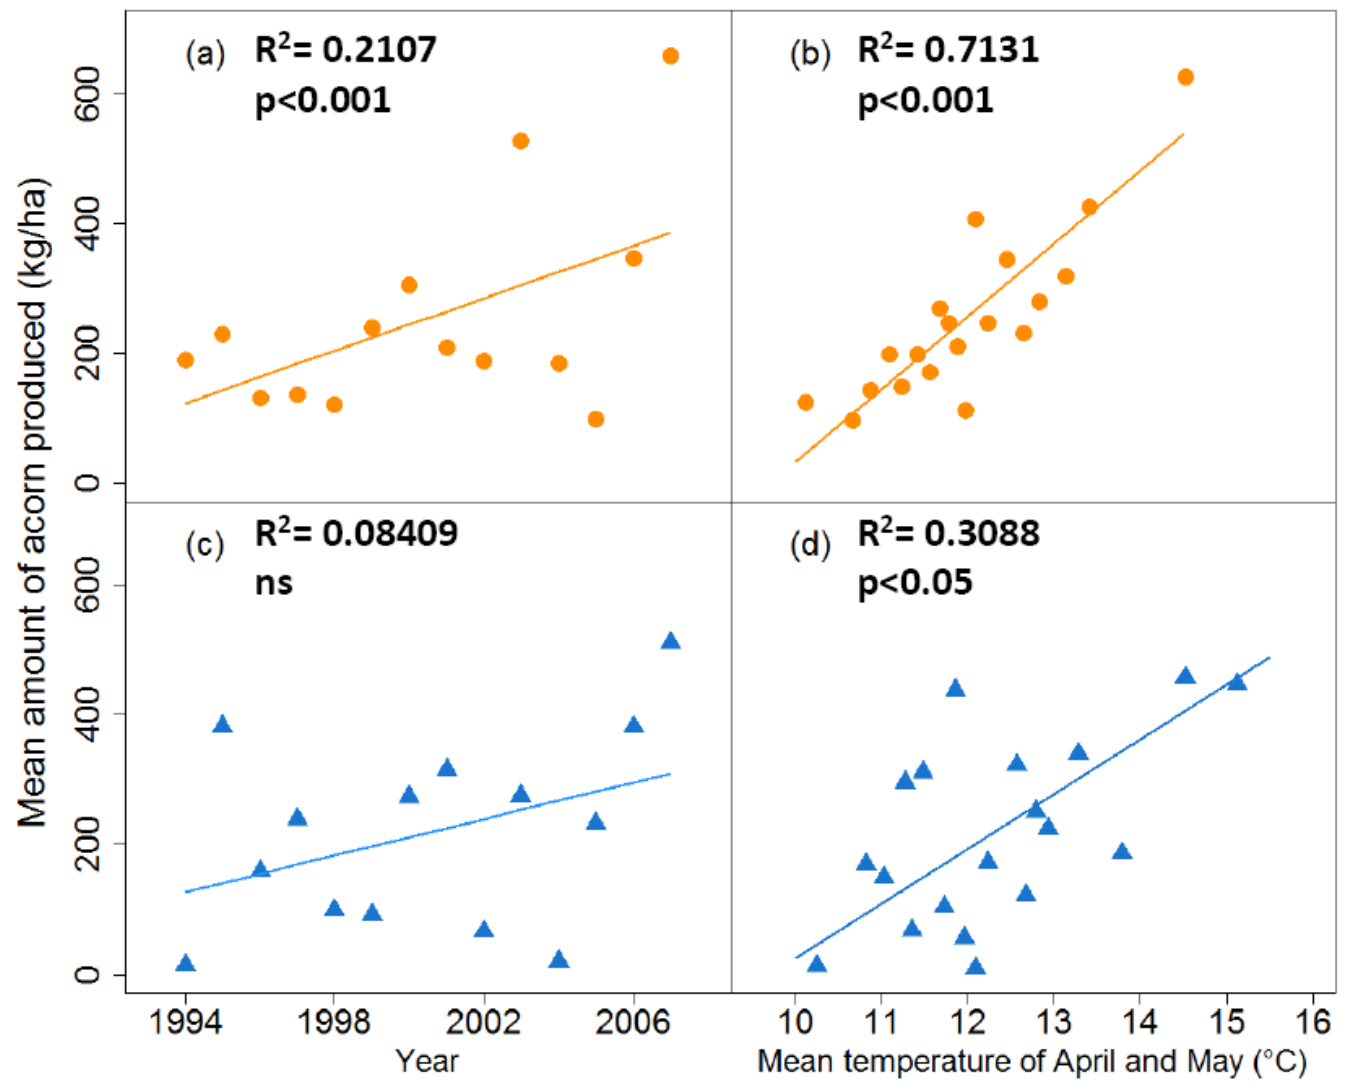 Mean amount of acorn produced (kg/ha)
(a) R²= 0.2107
p<0.001
600
400
200
0
(b) R²= 0.7131
p<0.001
(c) R²= 0.08409
ns
600
400
200
0
(d) R²= 0.3088
p<0.05
1994 1998 2002 2006
Year
10 11 12 13 14 15 16
Mean temperature of April and May (°C)